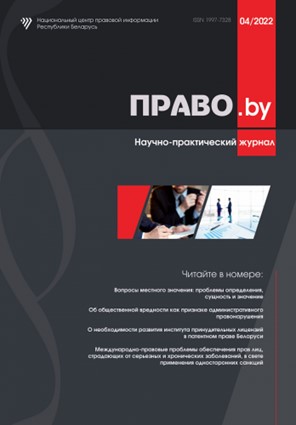 Национальный центр правовой информации
Республики Беларусь
ISSN 1997-7328
04/2022
ПРАВО.by
Научно-практический журнал
Читайте в номере:
Вопросы местного значения: проблемы определения,
сущность и значение
Об общественной вредности как признаке административного
правонарушения
О необходимости развития института принудительных лицензий
в патентном праве Беларуси
Международно-правовые проблемы обеспечения прав лиц,
страдающих от серьезных и хронических заболеваний, в свете
применения односторонних санкций